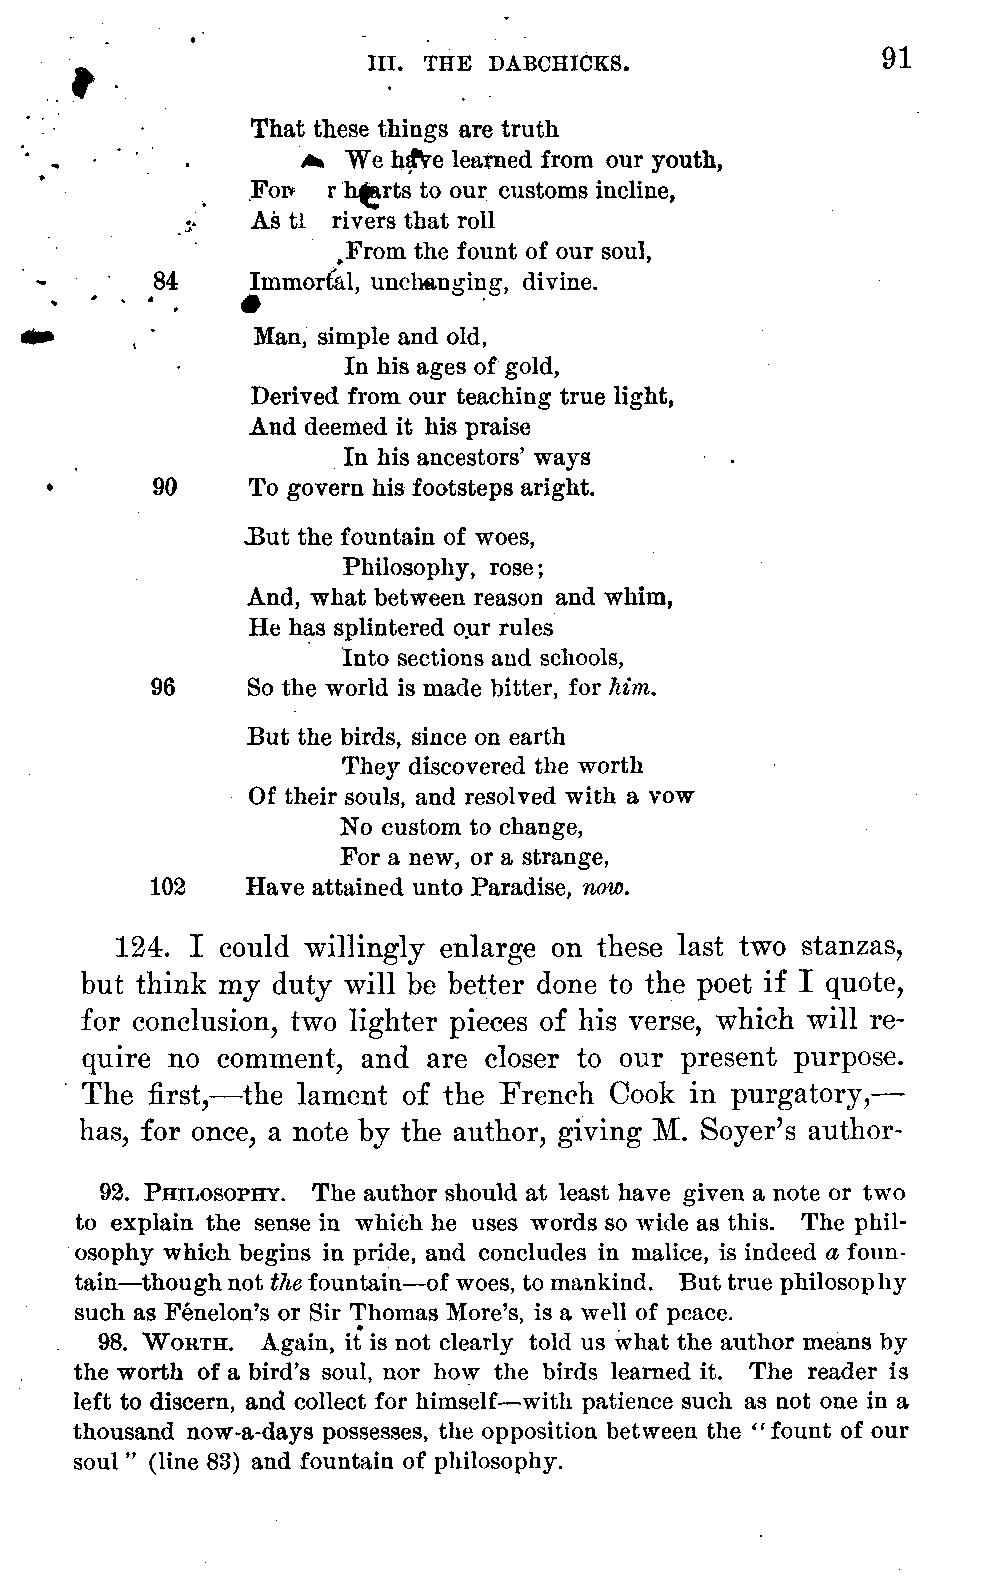 III. THE DABCHICKS. 91
That these things are truth
We have learned from our youth,
For hearts to our customs incline,
As rivers that roll
From the fount of our soul,
84 Immortal, unchanging, divine.
Man, simple and old,
In his ages of gold,
Derived from our teaching true light,
And deemed it his praise
In his ancestors' ways
90 To govern his footsteps aright.
But the fountain of woes,
Philosophy, rose;
And, what between reason and whim,
He has splintered our rules
Into sections and schools,
96 So the world is made bitter, for him.
But the birds, since on earth
They discovered the worth
Of their souls, and resolved with a vow
No custom to change,
For a new, or a strange,
102 Have attained unto Paradise, now.
124. I could willingly enlarge on these last two stanzas,
but think my duty will be better done to the poet if I quote,
for conclusion, two lighter pieces of his verse, which will re-
quire no comment, and are closer to our present purpose.
The first,—the lament of the French Cook in purgatory,—
has, for once, a note by the author, giving M. Soyer's author-
92. PHILOSOPHY. The author should at least have given a note or two
to explain the sense in which he uses words so wide as this. The phil-
osophy which begins in pride, and concludes in malice, is indeed a foun-
tain—though not the fountain—of woes, to mankind. But true philosophy
such as Fénelon's or Sir Thomas More's, is a well of peace.
98. WORTH. Again, it is not clearly told us what the author means by
the worth of a bird's soul, nor how the birds learned it. The reader is
left to discern, and collect for himself—with patience such as not one in a
thousand now-a-days possesses, the opposition between the "fount of our
soul" (line 83) and fountain of philosophy.